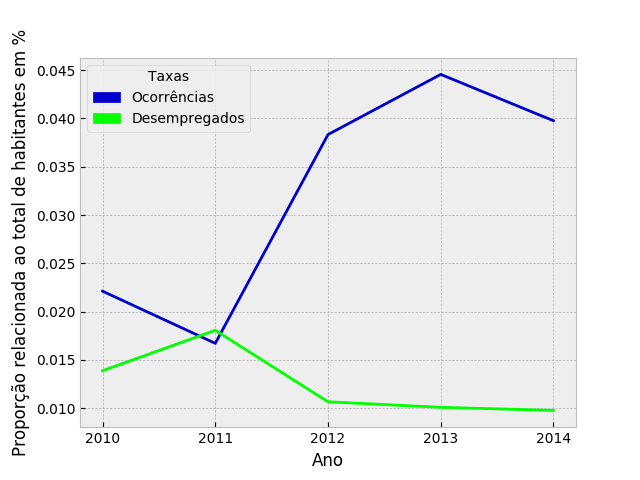 Proporção relacionada ao total de habitantes em %
0.045
0.040
0.035
0.030
0.025
0.020
0.015
0.010
Taxas
Ocorrências
Desempregados
2010 2011 2012 2013 2014
Ano